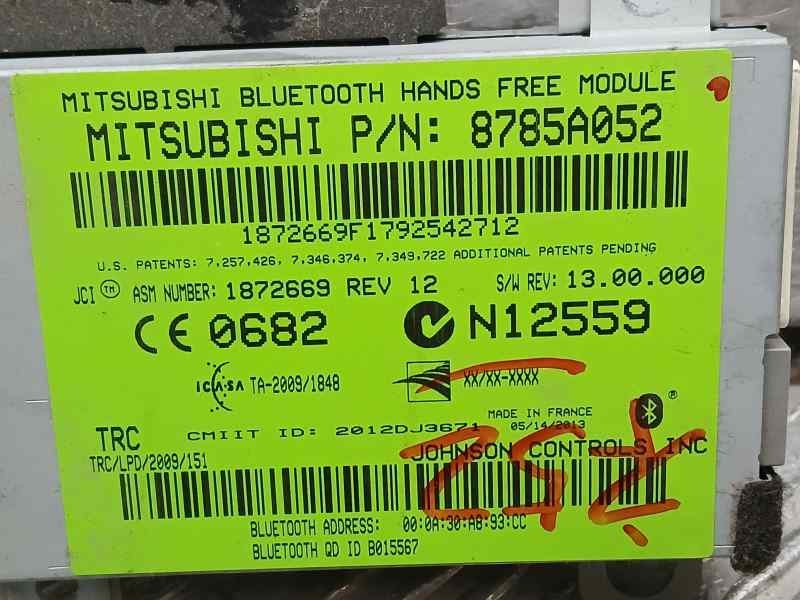 MITSUBISHI BLUETOOTH HANDS FREE MODULE
MITSUBISHI P/N: 8785A052
1872669F1792542712
U.S. PATENTS: 7,257,426, 7,346,374, 7,349,722 ADDITIONAL PATENTS PENDING
JCI TM ASM NUMBER: 1872669 REV 12 S/W REV: 13.00.000
CE 0682 N12559
ICASA TA-2009/1848 XX/XX-XXXX
MADE IN FRANCE
05/14/2013
TRC CMIIT ID: 2012DJ3671
TRC/LPD/2009/151 JOHNSON CONTROLS INC
BLUETOOTH ADDRESS: 00:0A:30:A8:93:CC
BLUETOOTH QD ID B015567